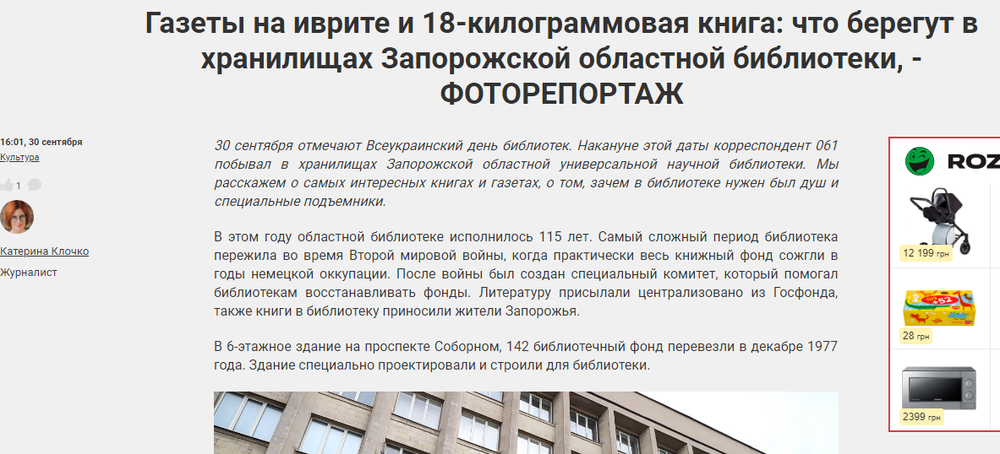 Газеты на иврите и 18-килограммовая книга: что берегут в
хранилищах Запорожской областной библиотеки, -
ФОТОРЕПОРТАЖ
16:01, 30 сентября
Культура
1
Катерина Клочко
Журналист
30 сентября отмечают Всеукраинский день библиотек. Накануне этой даты корреспондент 061
побывал в хранилищах Запорожской областной универсальной научной библиотеки. Мы
расскажем о самых интересных книгах и газетах, о том, зачем в библиотеке нужен был душ и
специальные подъемники.
В этом году областной библиотеке исполнилось 115 лет. Самый сложный период библиотека
пережила во время Второй мировой войны, когда практически весь книжный фонд сожгли в
годы немецкой оккупации. После войны был создан специальный комитет, который помогал
библиотекам восстанавливать фонды. Литературу присылали централизовано из Госфонда,
также книги в библиотеку приносили жители Запорожья.
В 6-этажное здание на проспекте Соборном, 142 библиотечный фонд перевезли в декабре 1977
года. Здание специально проектировали и строили для библиотеки.
ROZ
12 199 грн
+52
28 грн
2399 грн